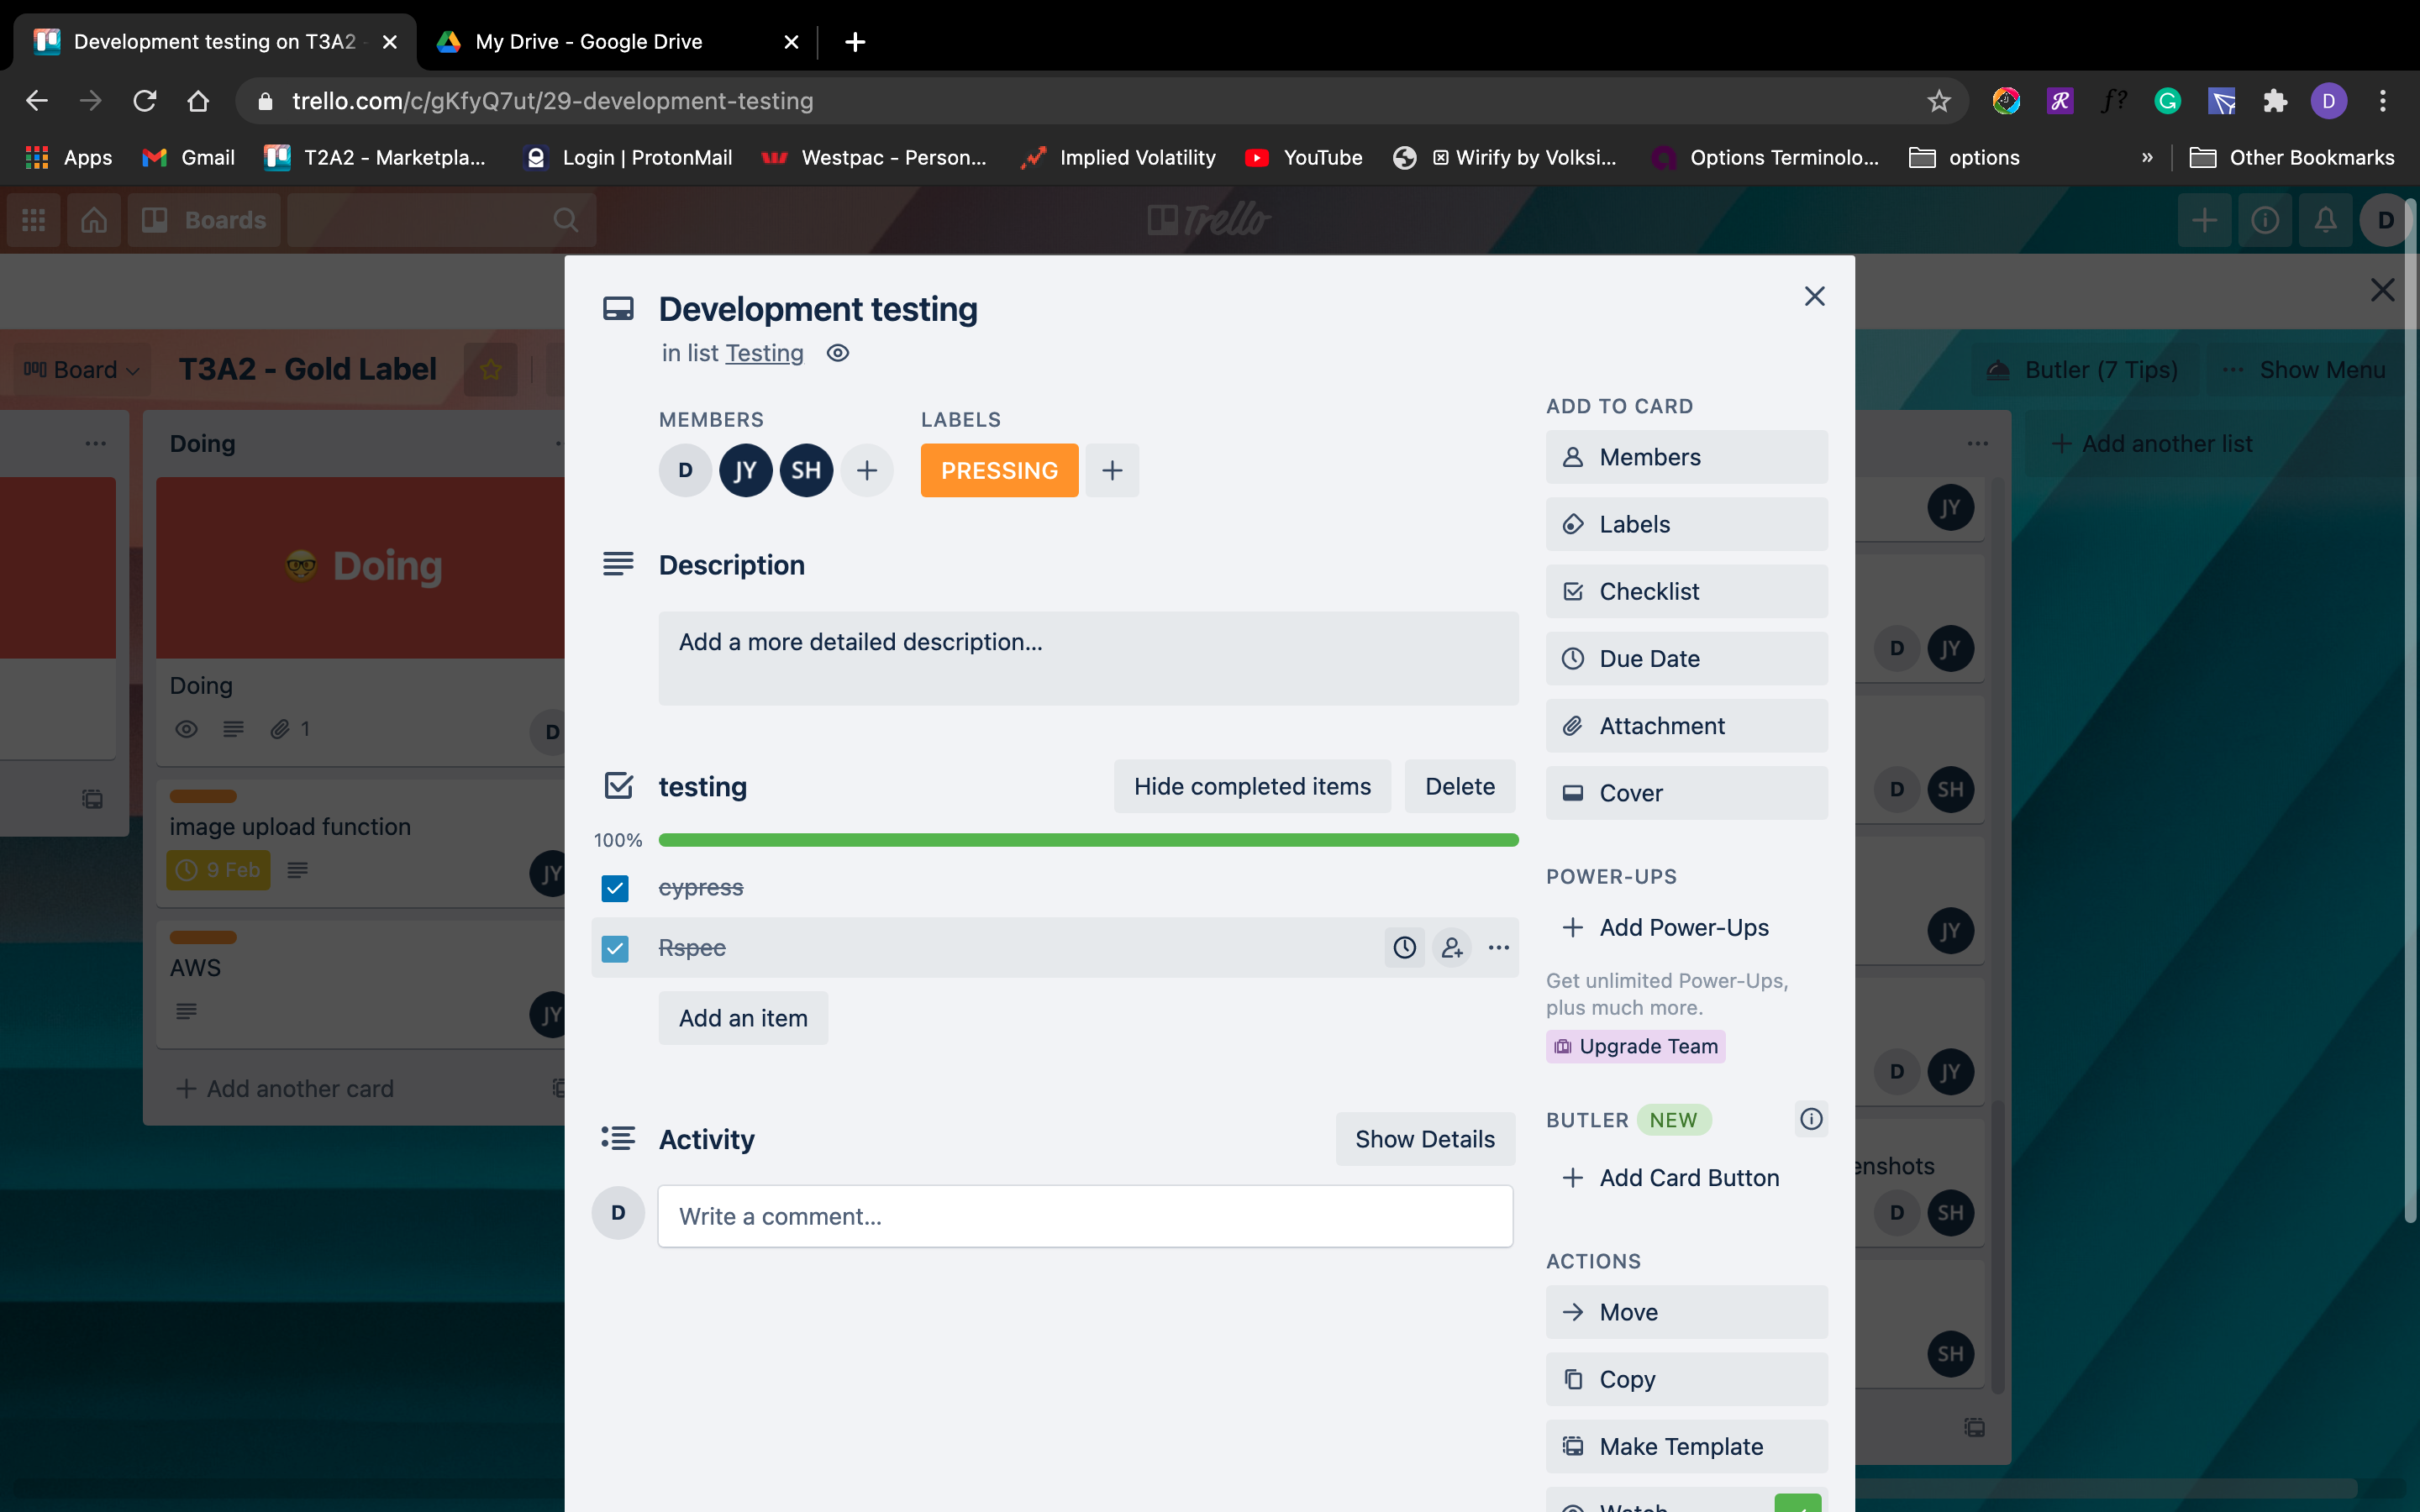 Development testing on T3A2
My Drive - Google Drive
trello.com/c/gKfyQ7ut/29-development-testing
D
Apps
Gmail
T2A2 - Marketpla...
Login | ProtonMail
Westpac - Person...
Implied Volatility
YouTube
Wirify by Volksi...
Options Terminolo...
options
»
Other Bookmarks
Boards
Trello
D
Board
T3A2 - Gold Label
Butler (7 Tips)
... Show Menu
Doing
Doing
Doing
1
D
image upload function
9 Feb
JY
AWS
JY
+ Add another card
Development testing
in list Testing
MEMBERS
LABELS
D JY SH +
PRESSING +
Description
Add a more detailed description...
testing
Hide completed items
Delete
100%
cypress
Rspec
Add an item
Activity
Show Details
D
Write a comment...
ADD TO CARD
Members
Labels
Checklist
Due Date
Attachment
Cover
POWER-UPS
+ Add Power-Ups
Get unlimited Power-Ups,
plus much more.
Upgrade Team
BUTLER NEW
+ Add Card Button
ACTIONS
Move
Copy
Make Template
+ Add another list
JY
D JY
D SH
JY
D JY
enshots
D SH
SH